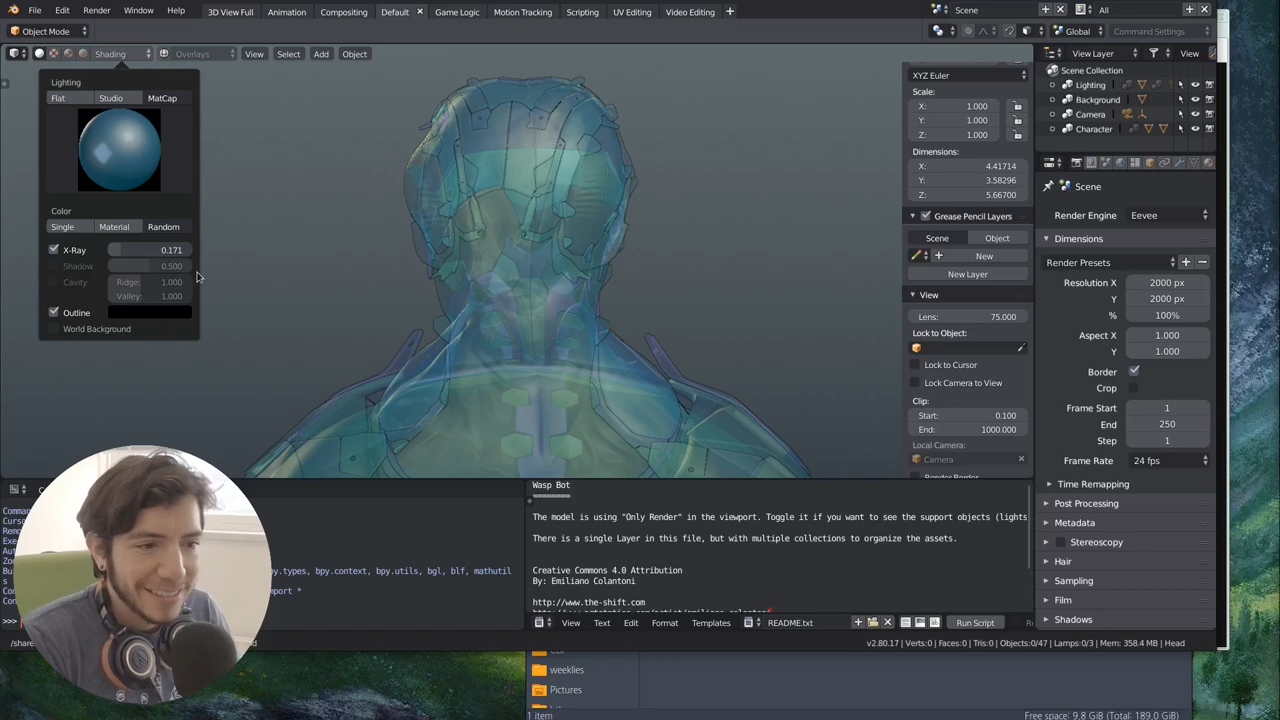 File Edit Render Window Help 3D View Full Animation Compositing Default Game Logic Motion Tracking Scripting UV Editing Video Editing Scene All
Object Mode Global Command Settings
Shading Overlays View Select Add Object View Layer View
Lighting
Flat Studio MatCap
Color
Single Material Random
X-Ray 0.171
Shadow 0.500
Cavity Ridge: 1.000
Valley: 1.000
Outline
World Background
XYZ Euler
Scale:
X: 1.000
Y: 1.000
Z: 1.000
Dimensions:
X: 4.41714
Y: 3.58296
Z: 5.66700
Grease Pencil Layers
Scene Object
New
New Layer
View
Lens: 75.000
Lock to Object:
Lock to Cursor
Lock Camera to View
Clip:
Start: 0.100
End: 1000.000
Local Camera:
Camera
Scene Collection
Lighting
Background
Camera
Character
Scene
Render Engine Eevee
Dimensions
Render Presets
Resolution X 2000 px
Y 2000 px
% 100%
Aspect X 1.000
Y 1.000
Border
Crop
Frame Start 1
End 250
Step 1
Frame Rate 24 fps
Time Remapping
Post Processing
Metadata
Stereoscopy
Hair
Sampling
Film
Shadows
py.types, bpy.context, bpy.utils, bgl, blf, mathutil
s
mport *
>>>
Wasp Bot
========
The model is using "Only Render" in the viewport. Toggle it if you want to see the support objects (lights
There is a single Layer in this file, but with multiple collections to organize the assets.
Creative Commons 4.0 Attribution
By: Emiliano Colantoni
http://www.the-shift.com
View Text Edit Format Templates README.txt Run Script
v2.80.17 | Verts:0 | Faces:0 | Tris:0 | Objects:0/47 | Lamps:0/3 | Mem: 358.4 MB | Head
weeklies
Pictures
1 item Free space: 9.8 GiB (Total: 189.0 GiB)